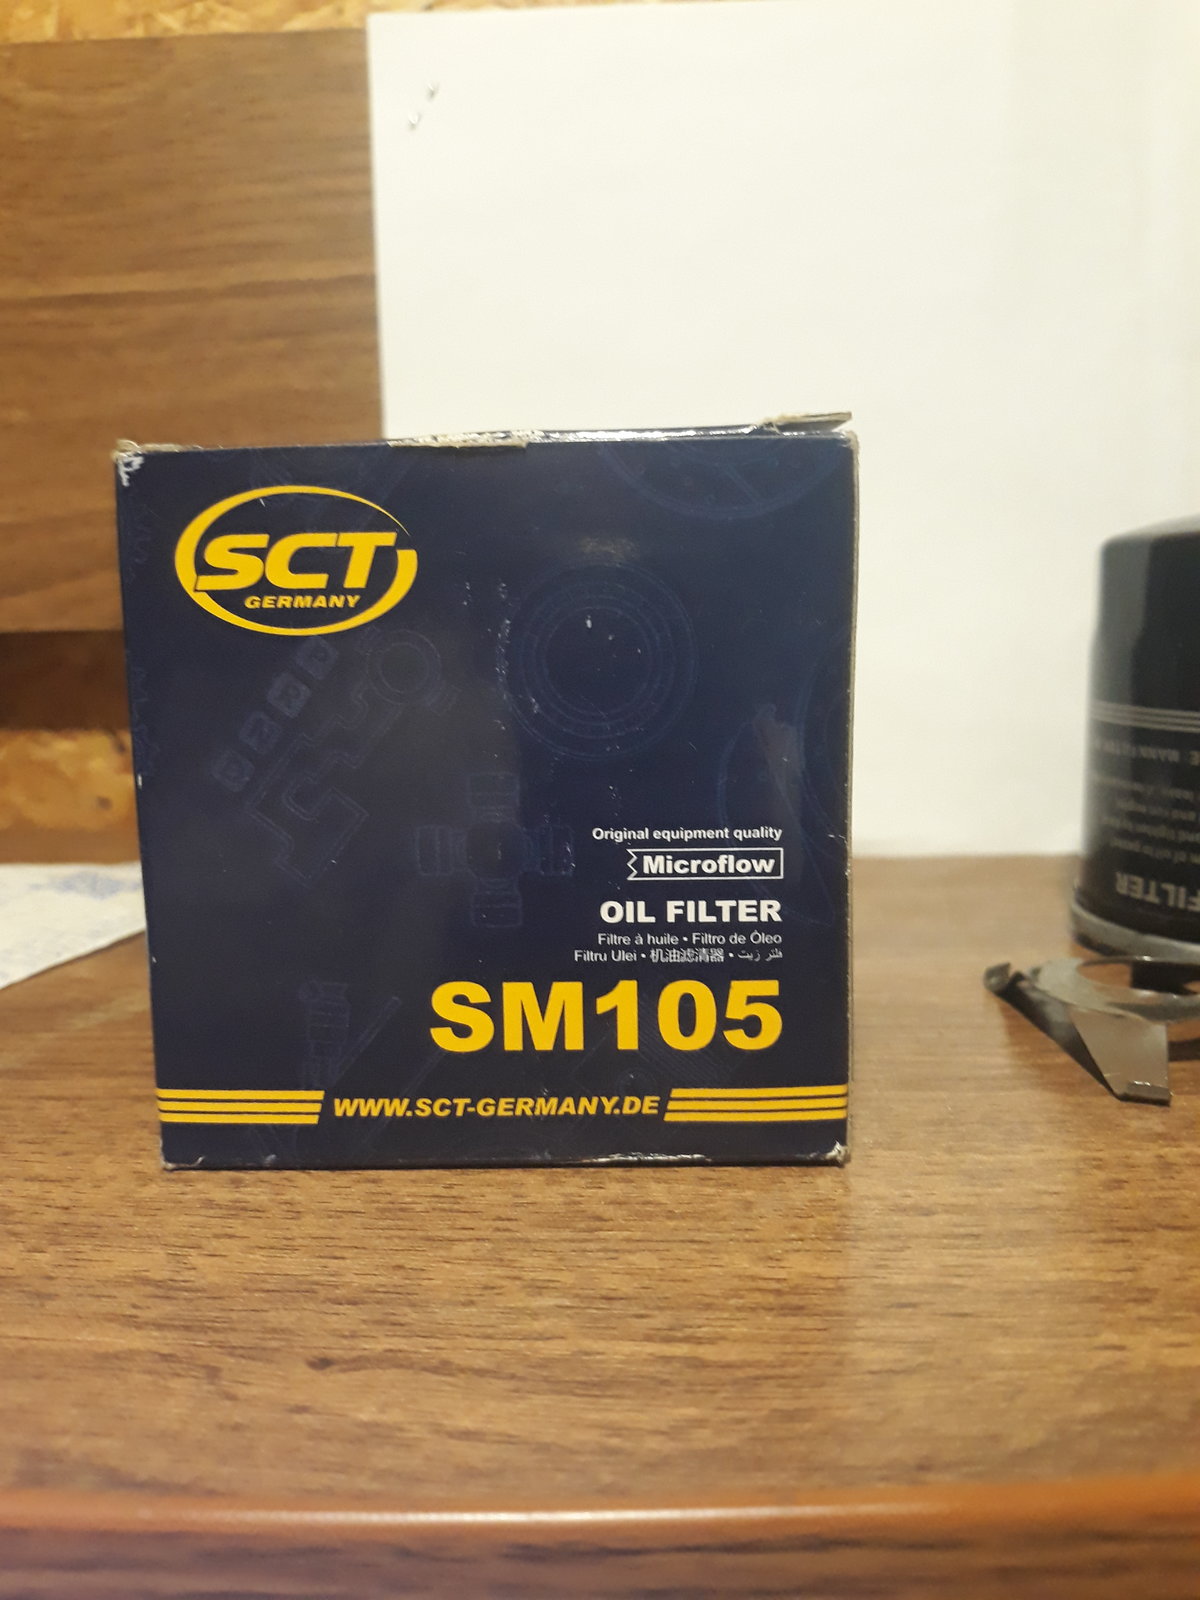 SCT
GERMANY
Original equipment quality
Microflow
OIL FILTER
Filtre à huile • Filtro de Óleo
Filtru Ulei • 机油滤清器 • فلتر زيت
SM105
WWW.SCT-GERMANY.DE
FILTER